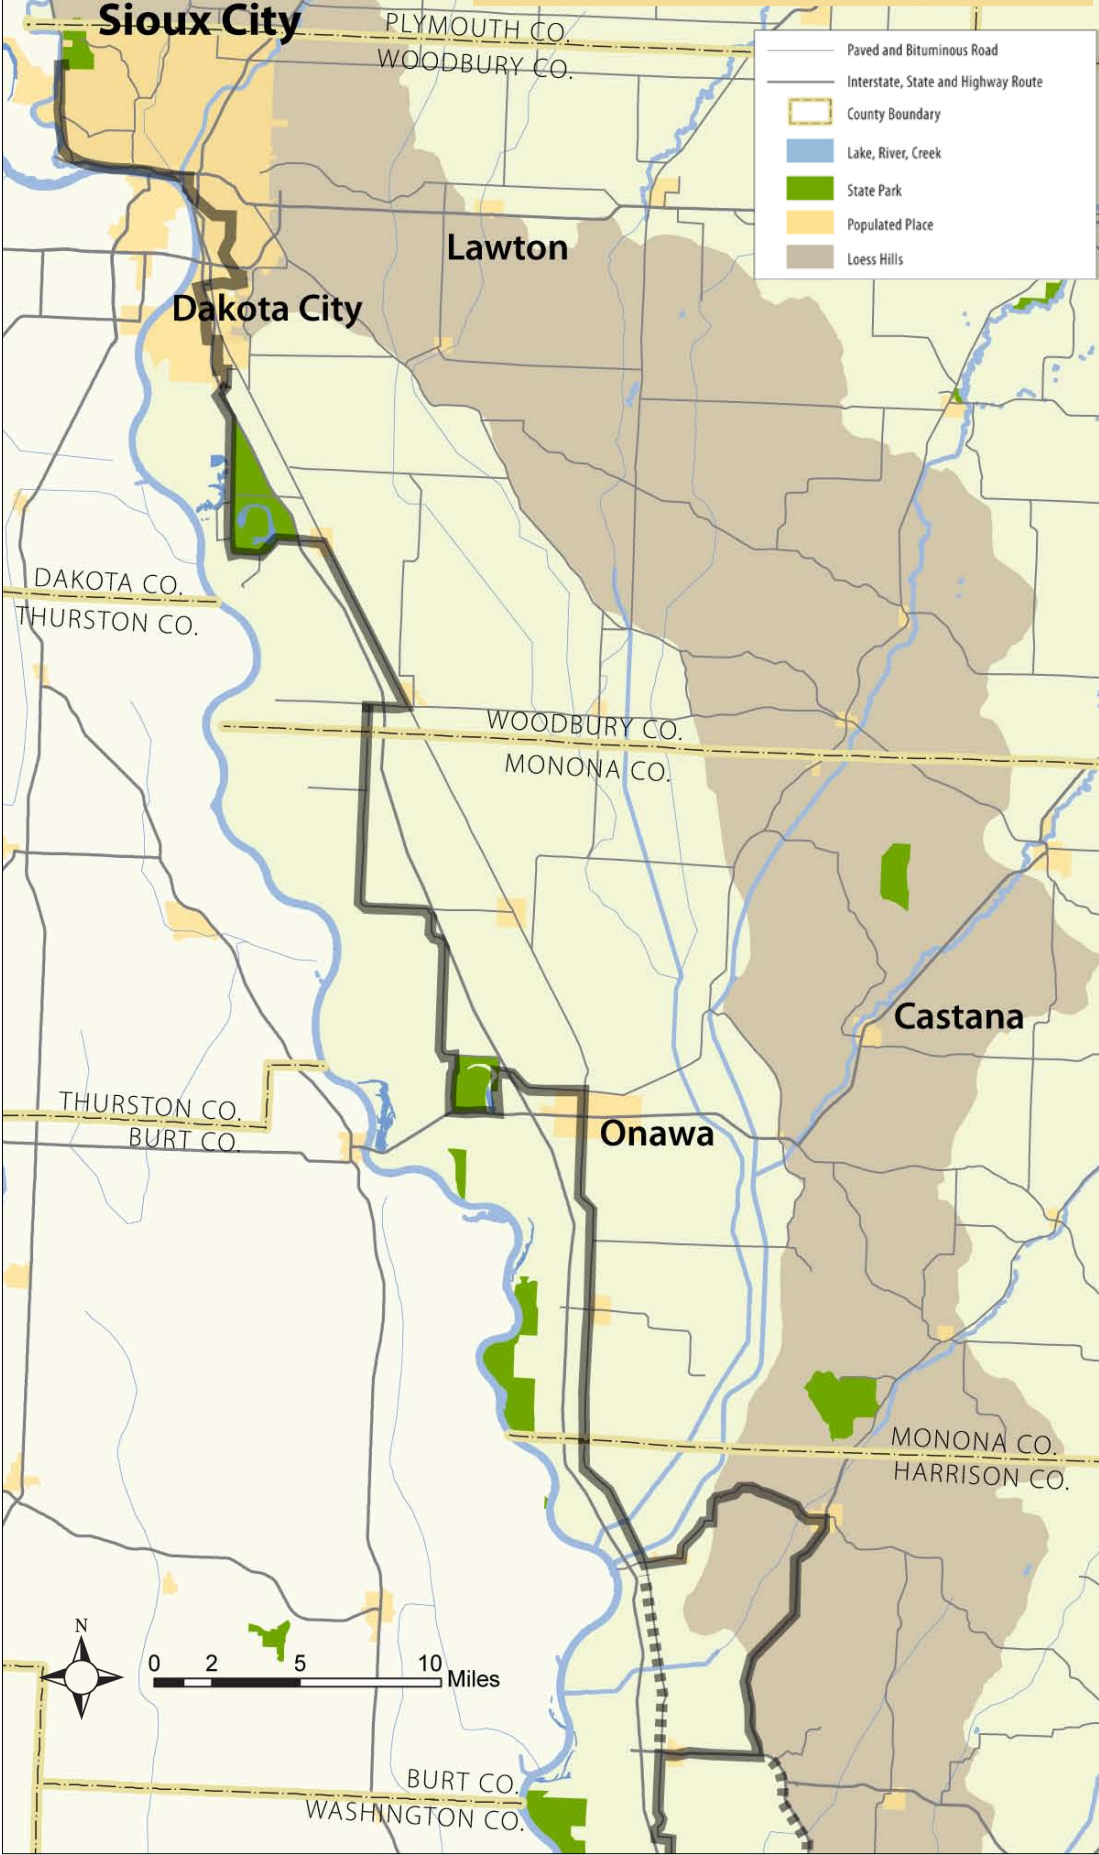 Sioux City
PLYMOUTH CO.
WOODBURY CO.
Paved and Bituminous Road
Interstate, State and Highway Route
County Boundary
Lake, River, Creek
State Park
Populated Place
Loess Hills
Lawton
Dakota City
DAKOTA CO.
THURSTON CO.
WOODBURY CO.
MONONA CO.
Castana
THURSTON CO.
BURT CO.
Onawa
MONONA CO.
HARRISON CO.
N
0 2 5 10 Miles
BURT CO.
WASHINGTON CO.